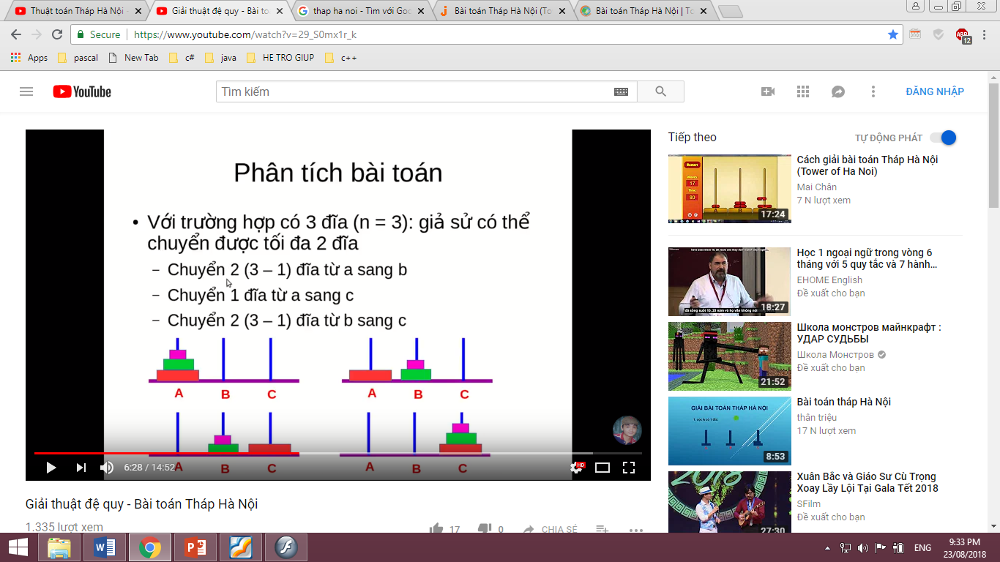 Thuật toán Tháp Hà Nội -
Giải thuật đệ quy - Bài to
thap ha noi - Tìm với Goo
Bài toán Tháp Hà Nội (To
Bài toán Tháp Hà Nội | To
Secure
https://www.youtube.com/watch?v=29_S0mx1r_k
12
Apps pascal New Tab c# java HE TRO GIUP c++
YouTube
Tìm kiếm
ĐĂNG NHẬP
Phân tích bài toán
• Với trường hợp có 3 đĩa (n = 3): giả sử có thể
chuyển được tối đa 2 đĩa
– Chuyển 2 (3 – 1) đĩa từ a sang b
– Chuyển 1 đĩa từ a sang c
– Chuyển 2 (3 – 1) đĩa từ b sang c
A B C A B C
A B C A B C
6:28 / 14:52
HD
Giải thuật đệ quy - Bài toán Tháp Hà Nội
1.335 lượt xem
17 0 CHIA SẺ
Tiếp theo
TỰ ĐỘNG PHÁT
Restart
Moves
17
Time
80
A B
17:24
Cách giải bài toán Tháp Hà Nội
(Tower of Ha Noi)
Mai Chân
7 N lượt xem
18:27
Học 1 ngoại ngữ trong vòng 6
tháng với 5 quy tắc và 7 hành…
EHOME English
Đề xuất cho bạn
21:52
Школа монстров майнкрафт :
УДАР СУДЬБЫ
Школа Монстров
Đề xuất cho bạn
GIẢI BÀI TOÁN THÁP HÀ NỘI
8:53
Bài toán tháp Hà Nội
thân triệu
17 N lượt xem
2018
27:30
Xuân Bắc và Giáo Sư Cù Trọng
Xoay Lầy Lội Tại Gala Tết 2018
SFilm
Đề xuất cho bạn
ENG
9:33 PM
23/08/2018